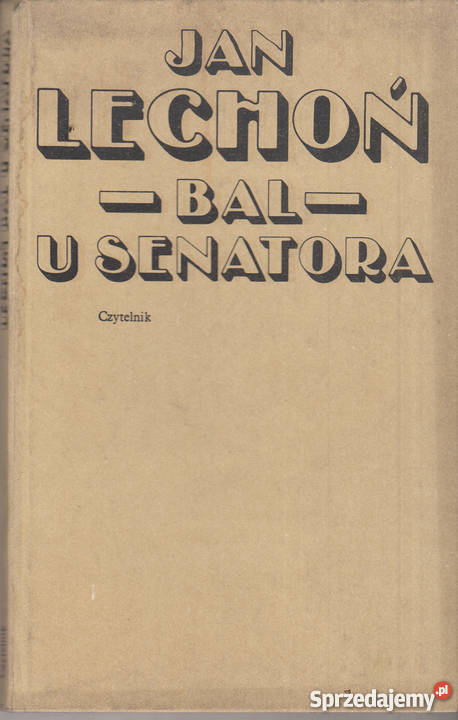 JAN
LECHOŃ
— BAL —
U SENATORA
Czytelnik
Sprzedajemy.pl